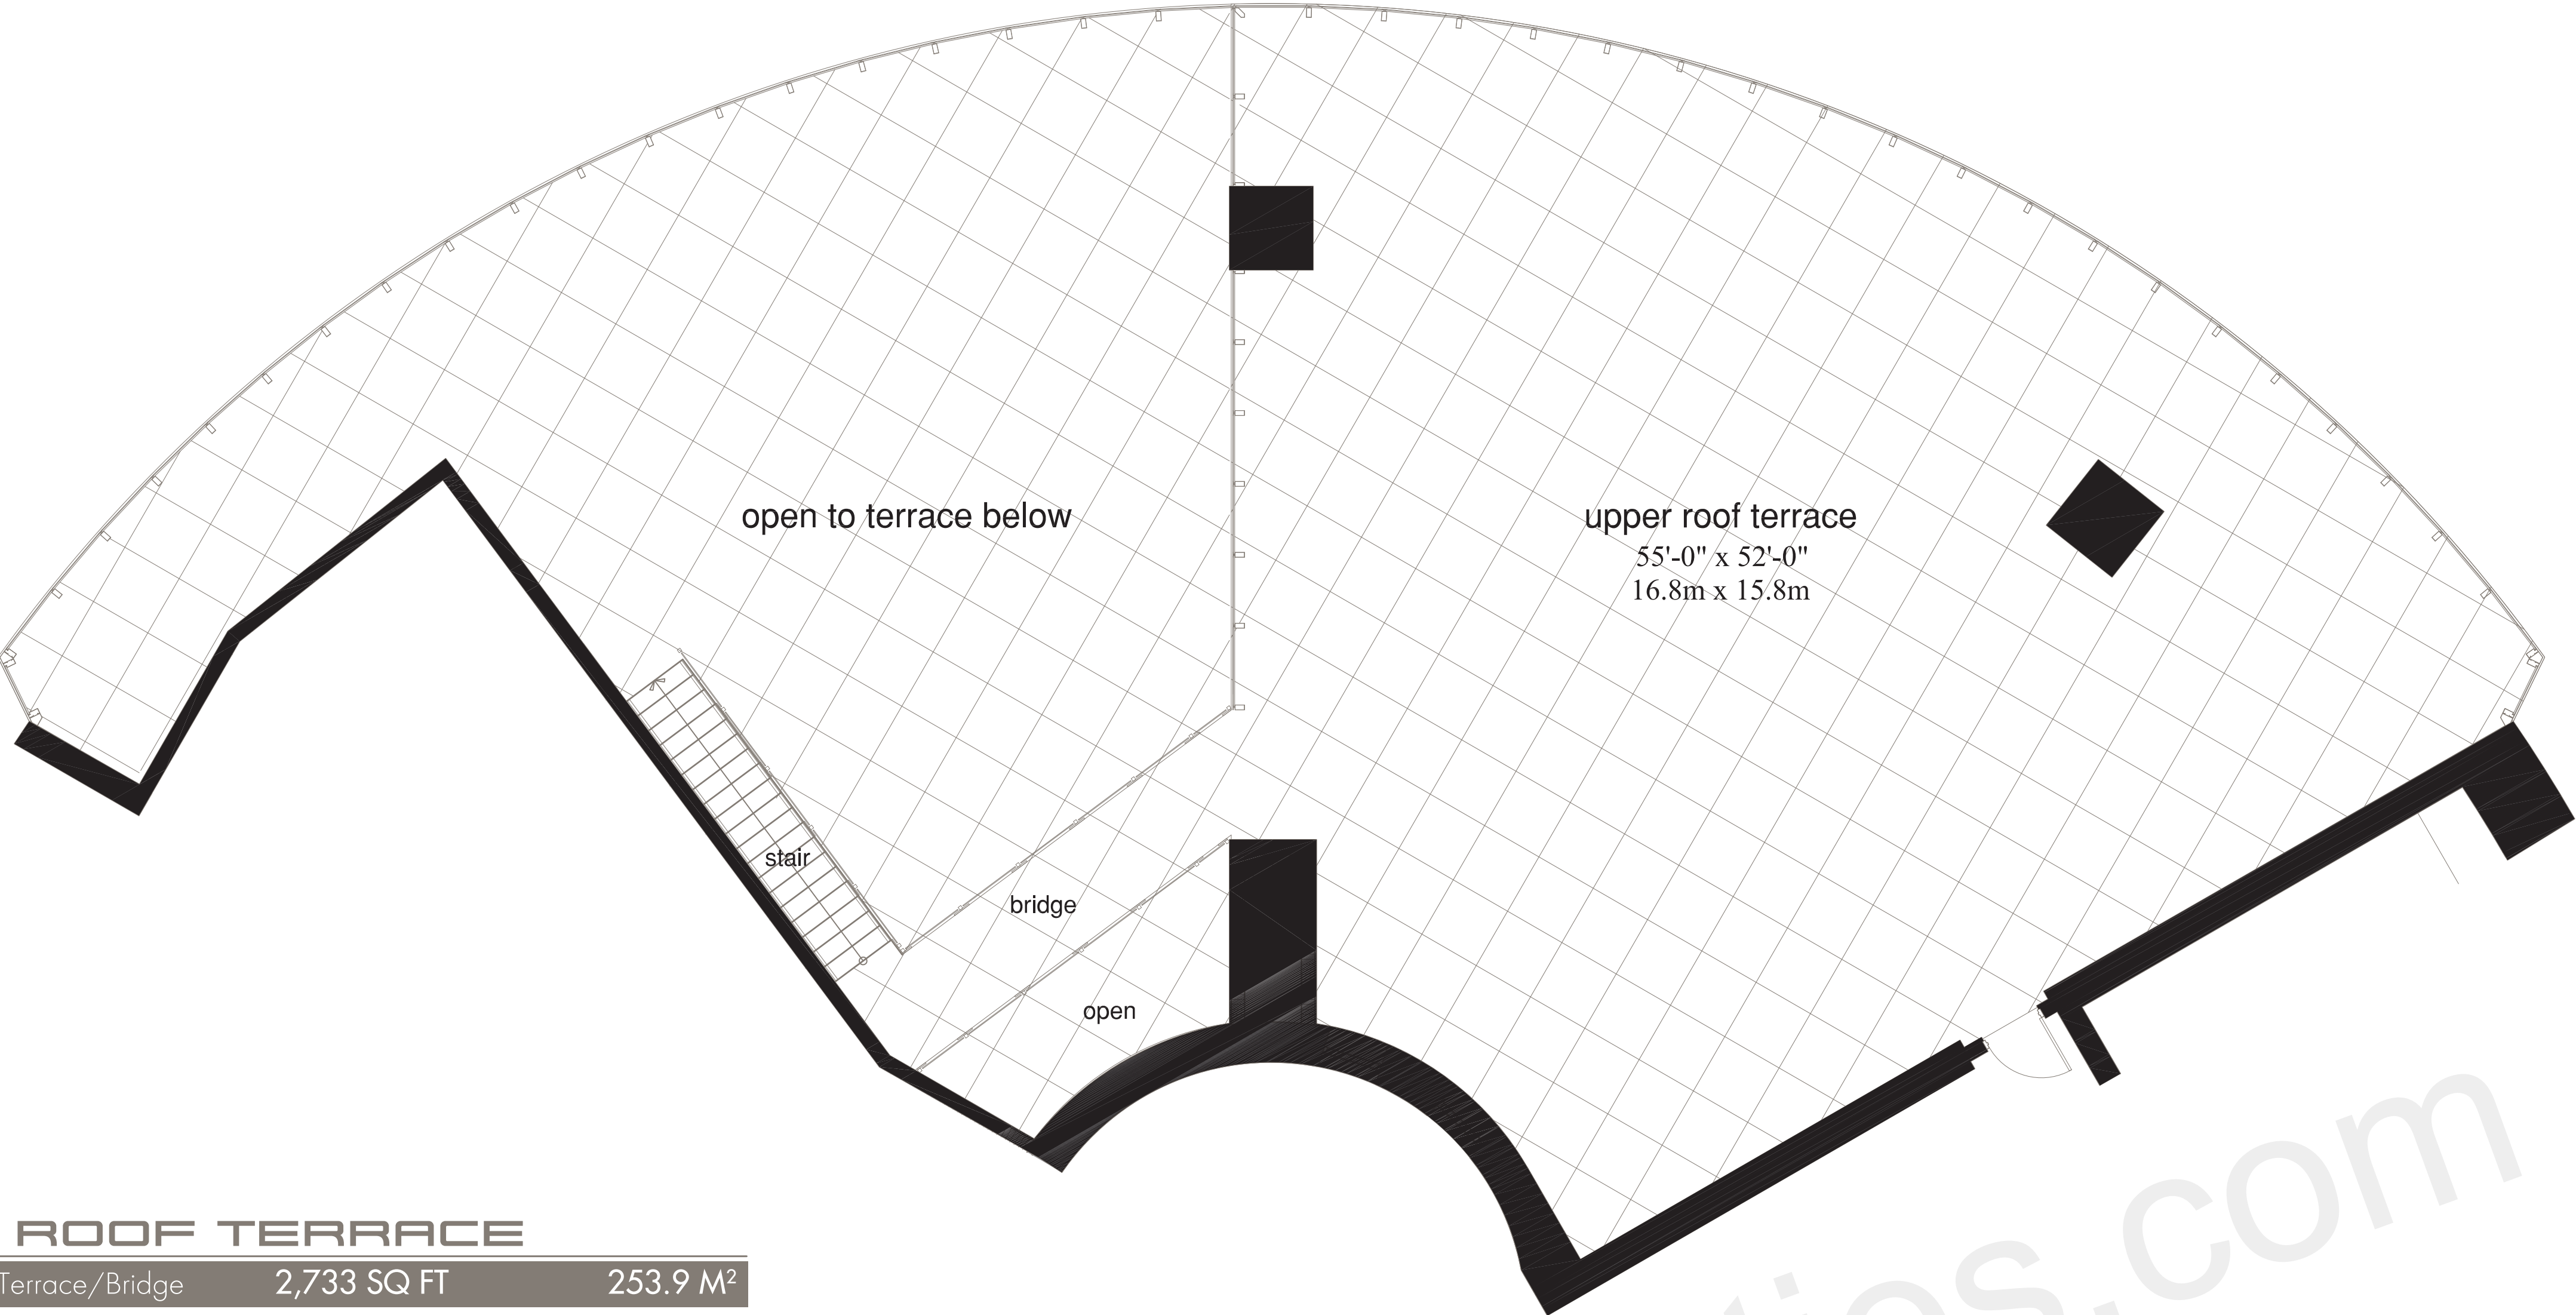 open to terrace below
upper roof terrace
55'-0" x 52'-0"
16.8m x 15.8m
stair
bridge
open
ROOF TERRACE
Terrace/Bridge 2,733 SQ FT 253.9 M²
.com